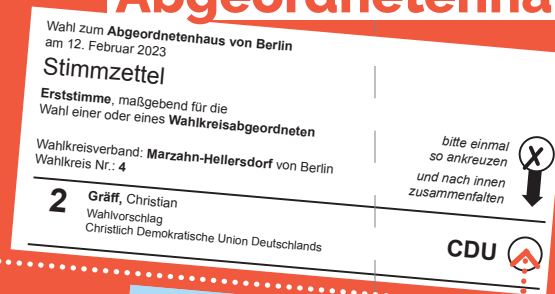 Abgeordnetenha
Wahl zum Abgeordnetenhaus von Berlin
am 12. Februar 2023
Stimmzettel
Erststimme, maßgebend für die
Wahl einer oder eines Wahlkreisabgeordneten
Wahlkreisverband: Marzahn-Hellersdorf von Berlin
Wahlkreis Nr.: 4
bitte einmal
so ankreuzen
und nach innen
zusammenfalten
2 Gräff, Christian
Wahlvorschlag
Christlich Demokratische Union Deutschlands
CDU